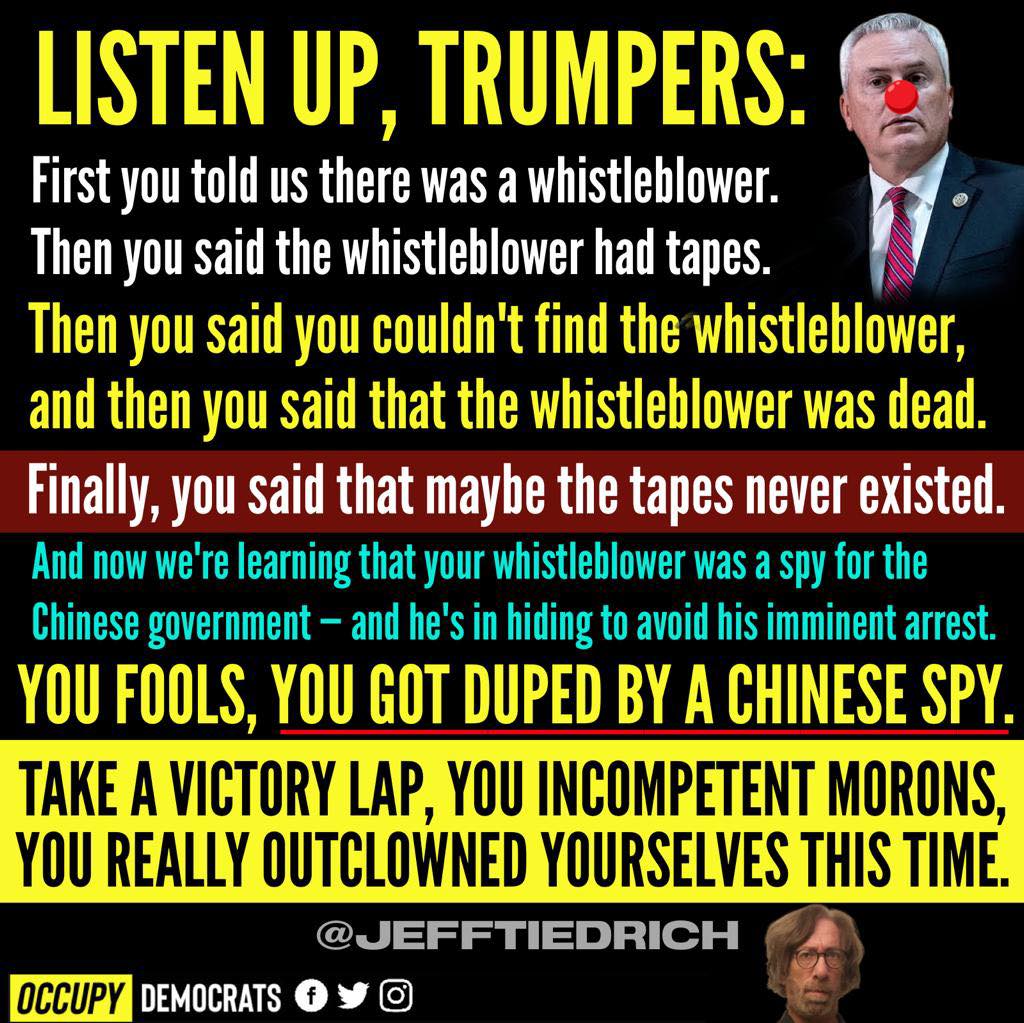 LISTEN UP, TRUMPERS:
First you told us there was a whistleblower.
Then you said the whistleblower had tapes.
Then you said you couldn't find the whistleblower,
and then you said that the whistleblower was dead.
Finally, you said that maybe the tapes never existed.
And now we're learning that your whistleblower was a spy for the
Chinese government – and he's in hiding to avoid his imminent arrest.
YOU FOOLS, YOU GOT DUPED BY A CHINESE SPY.
TAKE A VICTORY LAP, YOU INCOMPETENT MORONS,
YOU REALLY OUTCLOWNED YOURSELVES THIS TIME.
@JEFFTIEDRICH
OCCUPY DEMOCRATS